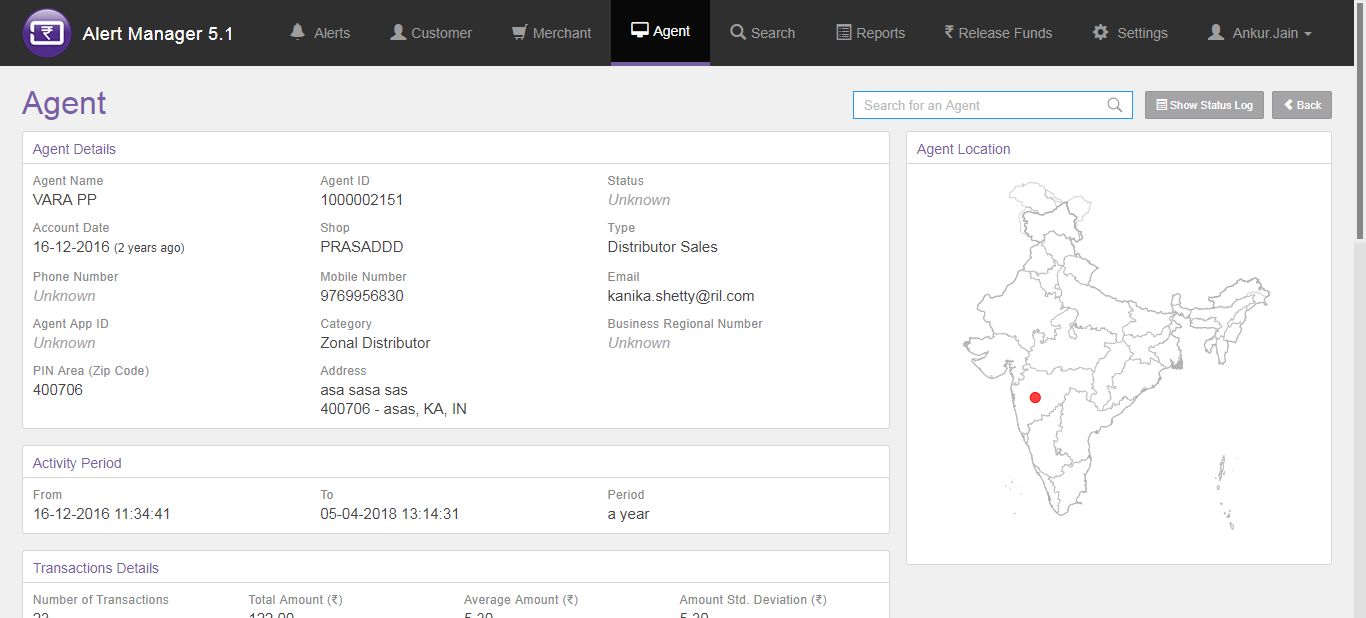 Alert Manager 5.1
Alerts
Customer
Merchant
Agent
Search
Reports
₹ Release Funds
Settings
Ankur.Jain
Agent
Search for an Agent
Show Status Log
Back
Agent Details
Agent Name
VARA PP
Agent ID
1000002151
Status
Unknown
Account Date
16-12-2016 (2 years ago)
Shop
PRASADDD
Type
Distributor Sales
Phone Number
Unknown
Mobile Number
9769956830
Email
kanika.shetty@ril.com
Agent App ID
Unknown
Category
Zonal Distributor
Business Regional Number
Unknown
PIN Area (Zip Code)
400706
Address
asa sasa sas
400706 - asas, KA, IN
Agent Location
Activity Period
From
16-12-2016 11:34:41
To
05-04-2018 13:14:31
Period
a year
Transactions Details
Number of Transactions
Total Amount (₹)
Average Amount (₹)
Amount Std. Deviation (₹)